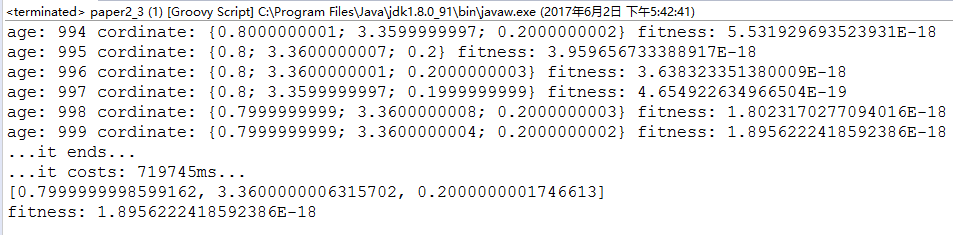 <terminated> paper2_3 (1) [Groovy Script] C:\Program Files\Java\jdk1.8.0_91\bin\javaw.exe (2017年6月2日 下午5:42:41)
age: 994 cordinate: {0.8000000001; 3.3599999997; 0.2000000002} fitness: 5.531929693523931E-18
age: 995 cordinate: {0.8; 3.3600000007; 0.2} fitness: 3.959656733388917E-18
age: 996 cordinate: {0.8; 3.3600000001; 0.2000000003} fitness: 3.638323351380009E-18
age: 997 cordinate: {0.8; 3.3599999997; 0.1999999999} fitness: 4.654922634966504E-19
age: 998 cordinate: {0.7999999999; 3.3600000008; 0.2000000003} fitness: 1.8023170277094016E-18
age: 999 cordinate: {0.7999999999; 3.3600000004; 0.2000000002} fitness: 1.8956222418592386E-18
...it ends...
...it costs: 719745ms...
[0.7999999998599162, 3.3600000006315702, 0.2000000001746613]
fitness: 1.8956222418592386E-18